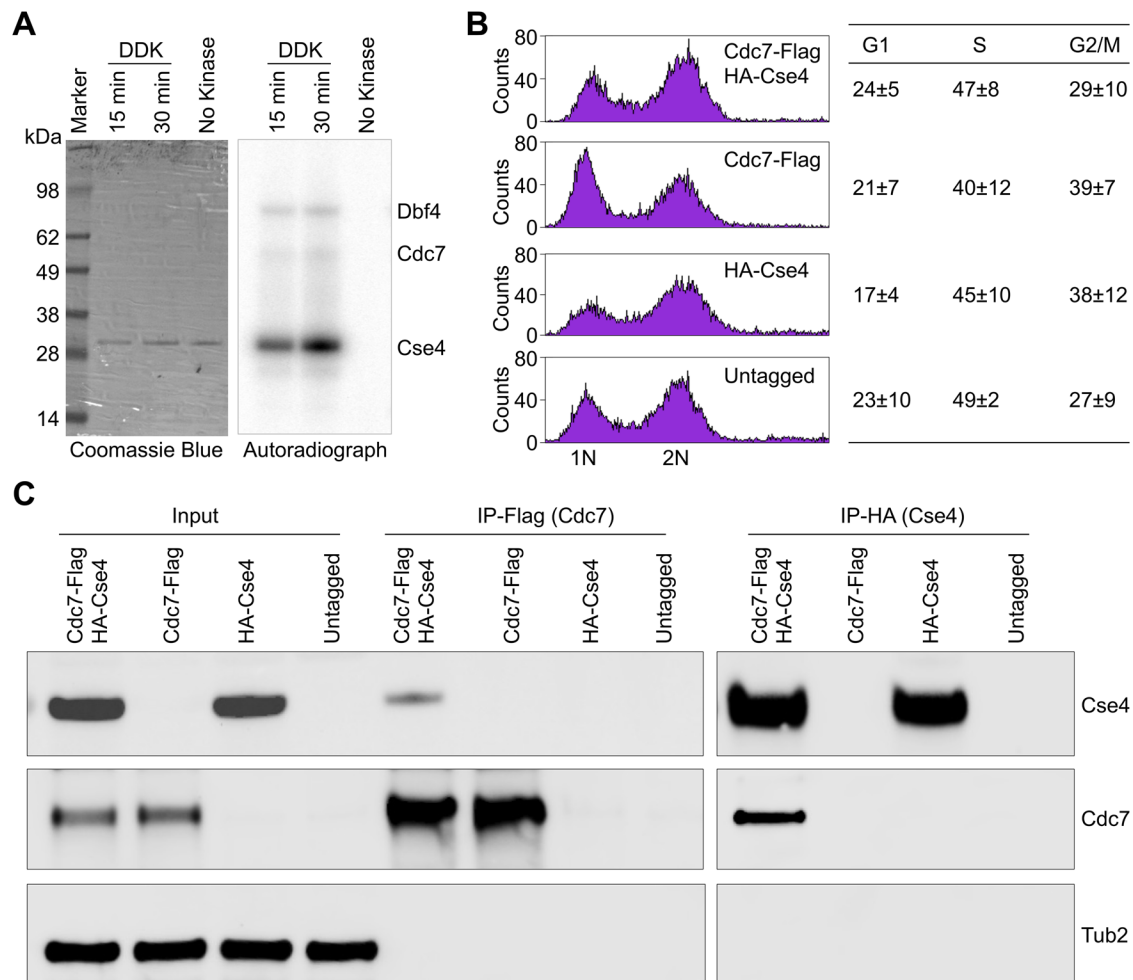 A
DDK
Marker
15 min
30 min
No Kinase
DDK
15 min
30 min
No Kinase
kDa
98
62
49
38
28
14
Dbf4
Cdc7
Cse4
Coomassie Blue
Autoradiograph
B
Counts
80
40
0
Cdc7-Flag
HA-Cse4
Counts
80
40
0
Cdc7-Flag
Counts
80
40
0
HA-Cse4
Counts
80
40
0
Untagged
1N
2N
G1 S G2/M
24±5 47±8 29±10
21±7 40±12 39±7
17±4 45±10 38±12
23±10 49±2 27±9
C
Input
IP-Flag (Cdc7)
IP-HA (Cse4)
Cdc7-Flag
HA-Cse4
Cdc7-Flag
HA-Cse4
Untagged
Cdc7-Flag
HA-Cse4
Cdc7-Flag
HA-Cse4
Untagged
Cdc7-Flag
HA-Cse4
Cdc7-Flag
HA-Cse4
Untagged
Cse4
Cdc7
Tub2